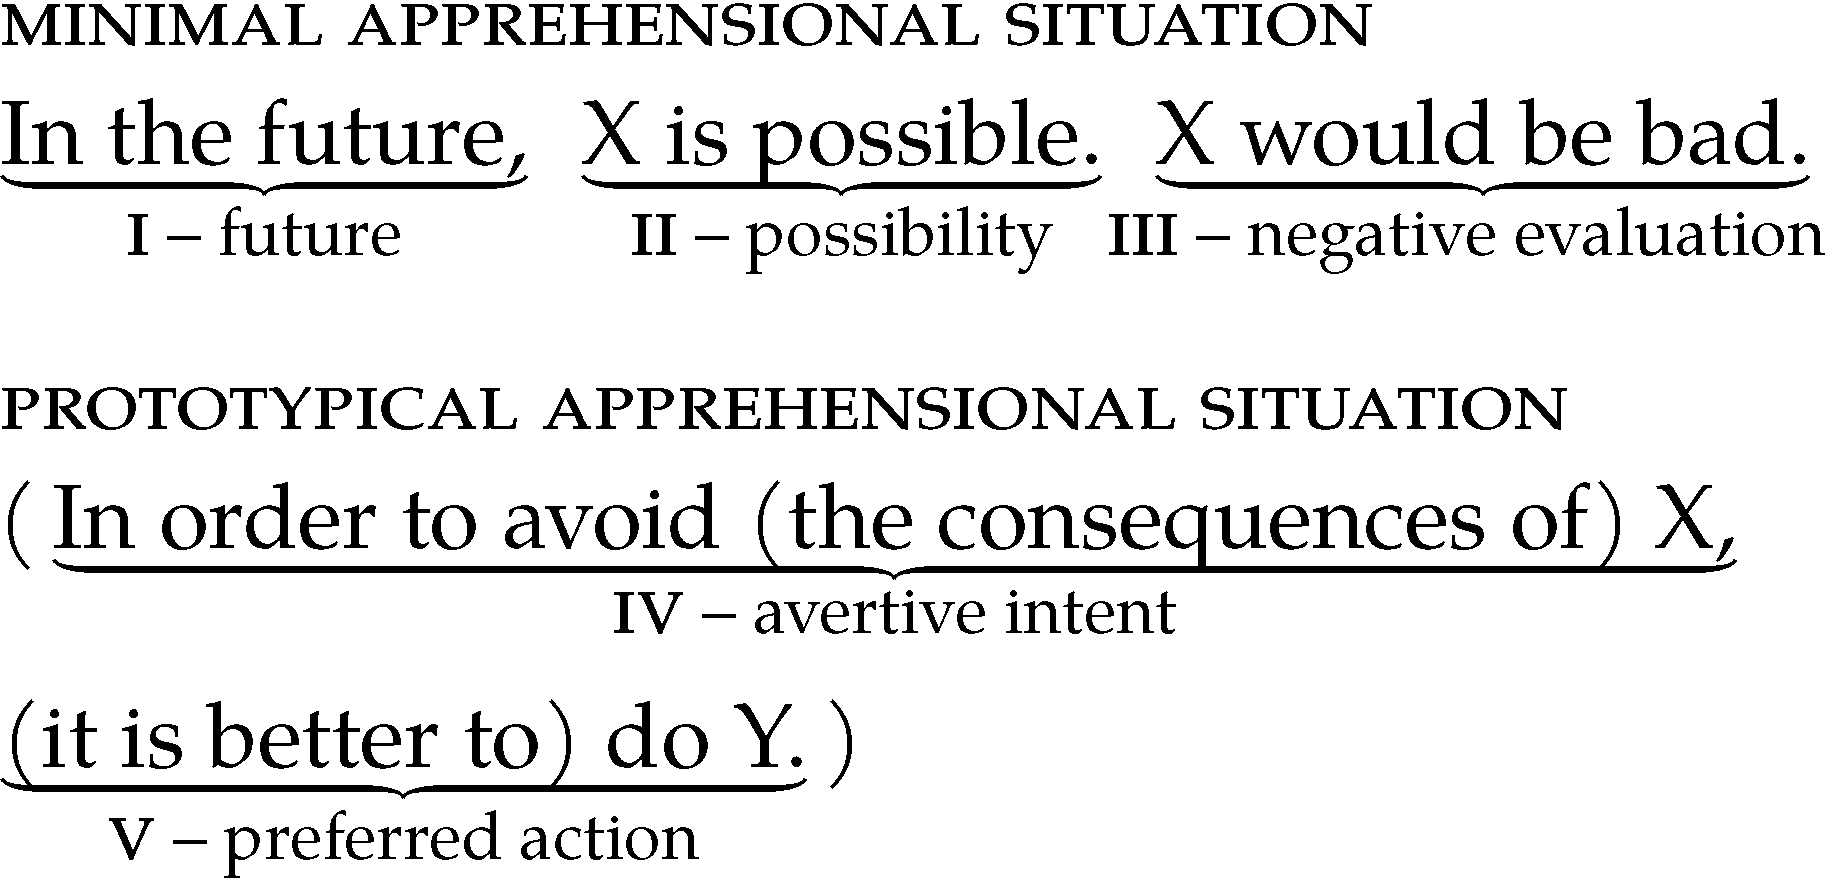 MINIMAL APPREHENSIONAL SITUATION
In the future, X is possible. X would be bad.
I – future II – possibility III – negative evaluation
PROTOTYPICAL APPREHENSIONAL SITUATION
( In order to avoid (the consequences of) X,
IV – avertive intent
(it is better to) do Y. )
V – preferred action